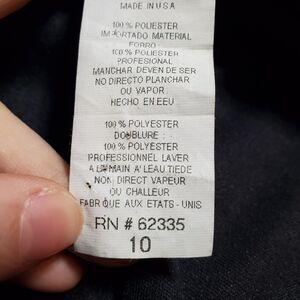 MADE IN U S A
100 % POLIESTER
IMPORTADO MATERIAL
FORRO :
100 % POLIESTER
PROFESIONAL
MANCHAR DEVEN DE SER
NO DIRECTO PLANCHAR
OU VAPOR.
HECHO EN EEU
100 % POLYESTER
DOUBLURE :
100 % POLYESTER
PROFESSIONNEL LAVER
A LA MAIN A' LEAU TIEDE
NON DIRECT VAPEUR
OU CHALLEUR
FABRIQUE AUX ETATS - UNIS
RN # 62335
10